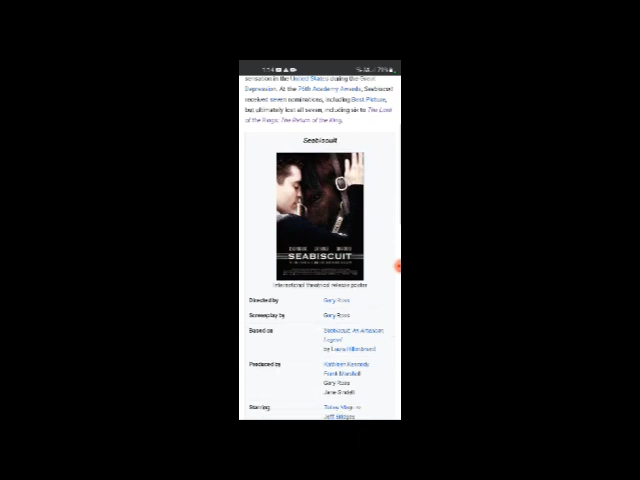 sensation in the United States during the Great
Depression. At the 76th Academy Awards, Seabiscuit
received seven nominations, including Best Picture,
but ultimately lost all seven, including six to The Lord
of the Rings: The Return of the King.
Seabiscuit
SEABISCUIT
International theatrical release poster
Directed by Gary Ross
Screenplay by Gary Ross
Based on Seabiscuit: An American
Legend
by Laura Hillenbrand
Produced by Kathleen Kennedy
Frank Marshall
Gary Ross
Jane Sindell
Starring Tobey Maguire
Jeff Bridges